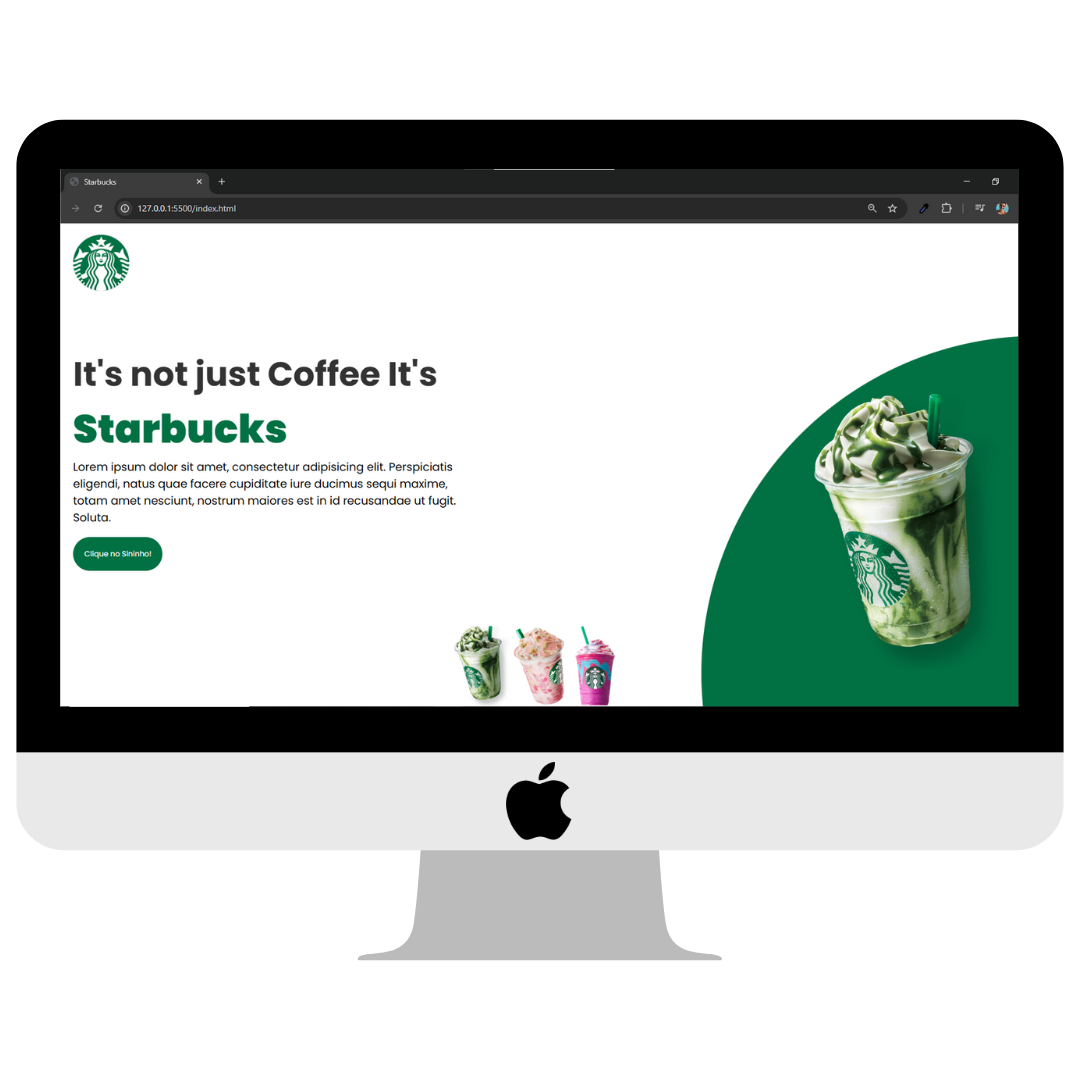 Starbucks
127.0.0.1:5500/index.html
It's not just Coffee It's
Starbucks
Lorem ipsum dolor sit amet, consectetur adipisicing elit. Perspiciatis
eligendi, natus quae facere cupiditate iure ducimus sequi maxime,
totam amet nesciunt, nostrum maiores est in id recusandae ut fugit.
Soluta.
Clique no Sininho!